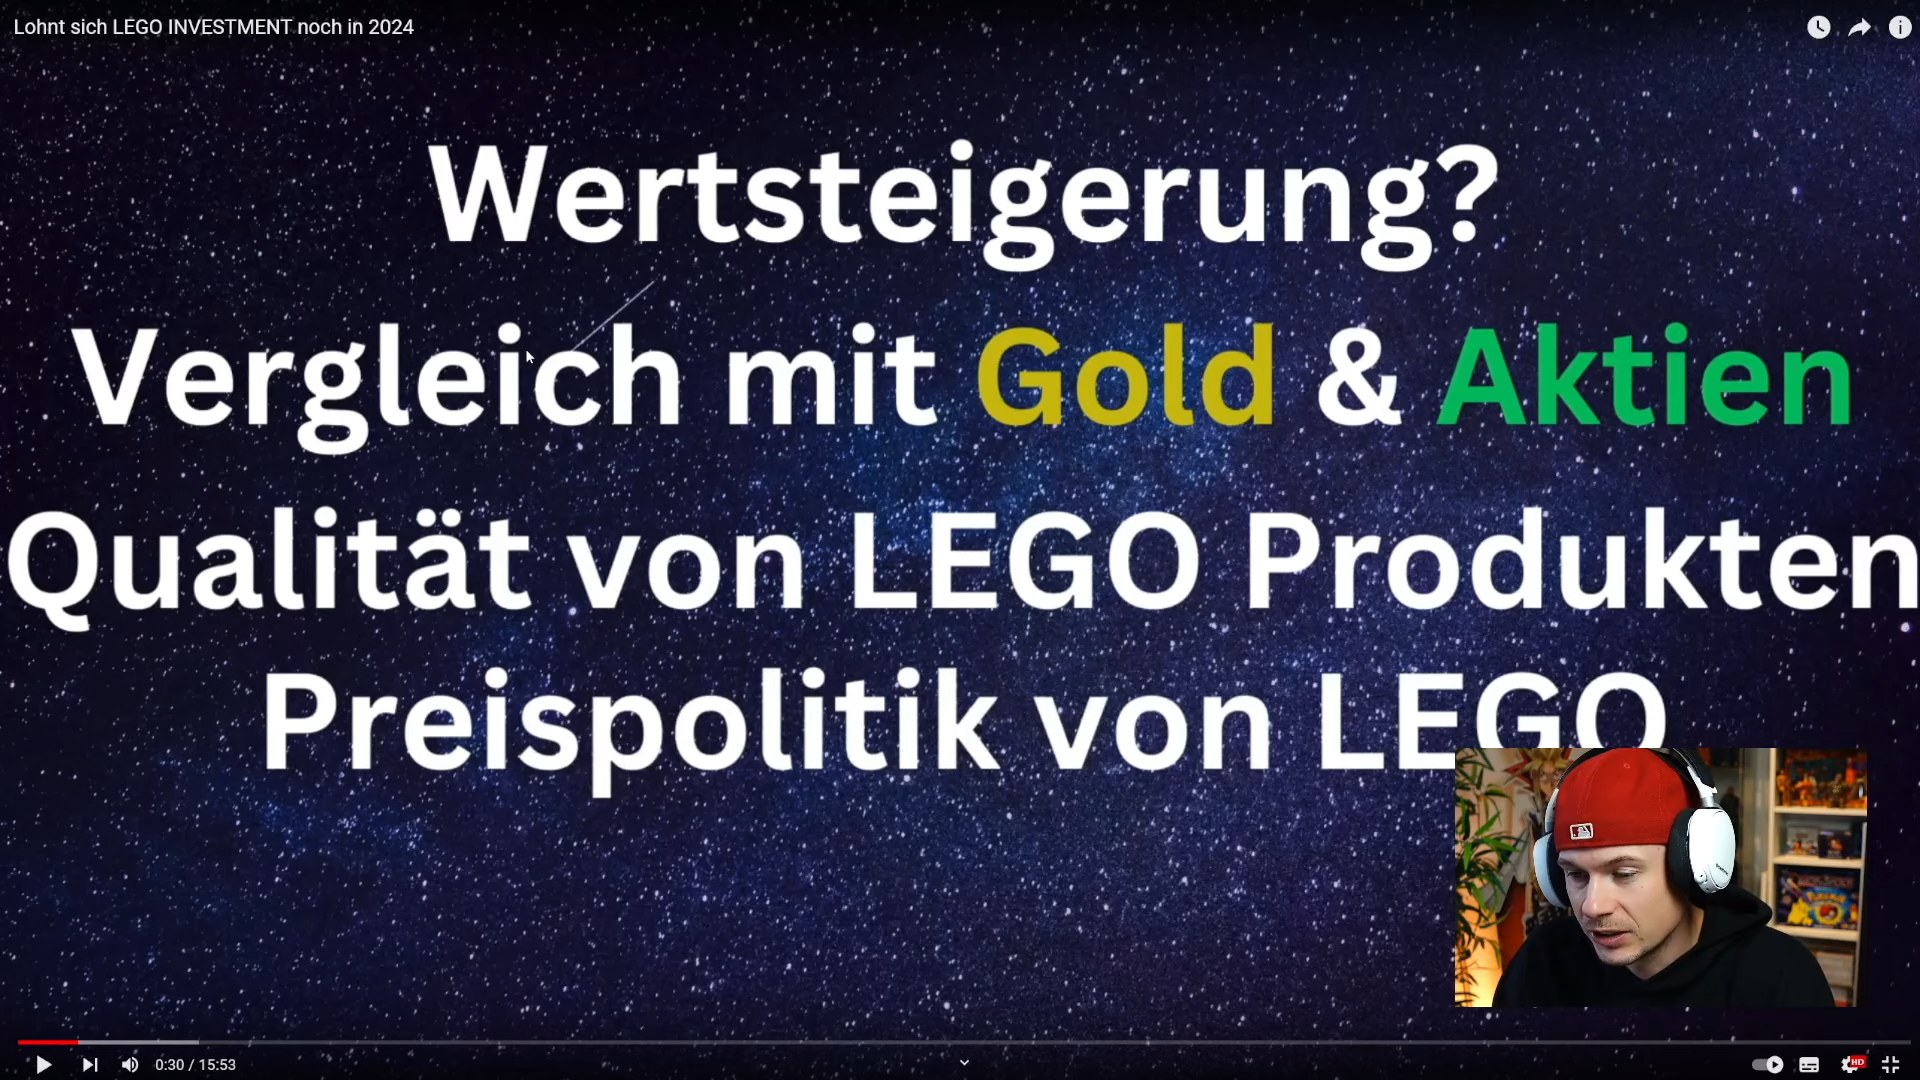 Lohnt sich LEGO INVESTMENT noch in 2024
Wertsteigerung?
Vergleich mit Gold & Aktien
Qualität von LEGO Produkten
Preispolitik von LEGO
0:30 / 15:53
HD